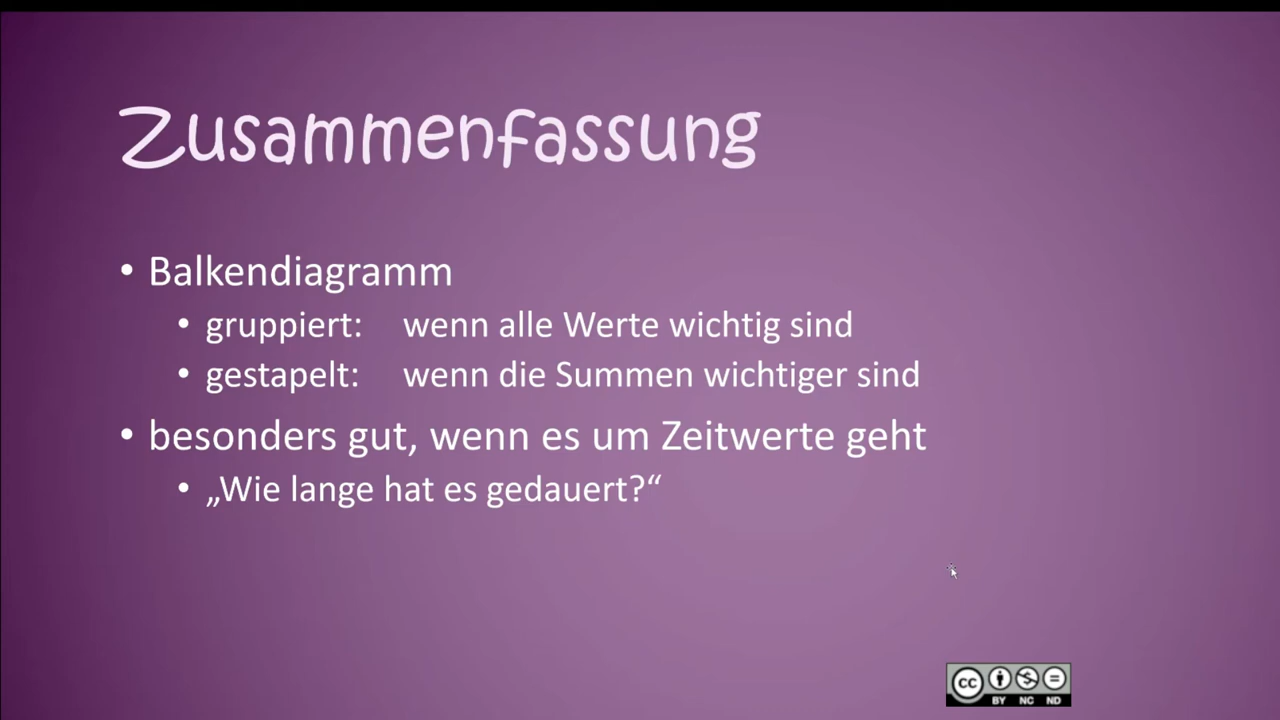 Zusammenfassung
• Balkendiagramm
• gruppiert: wenn alle Werte wichtig sind
• gestapelt: wenn die Summen wichtiger sind
• besonders gut, wenn es um Zeitwerte geht
• „Wie lange hat es gedauert?“
CC BY NC ND